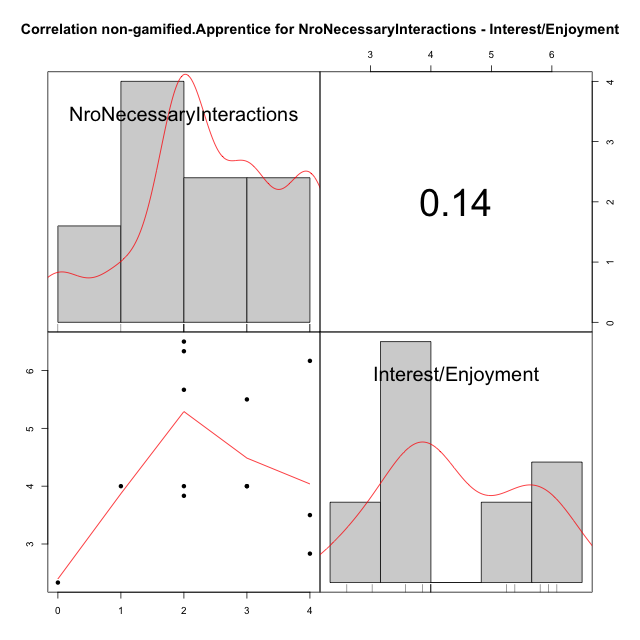 Correlation non-gamified.Apprentice for NroNecessaryInteractions - Interest/Enjoyment
3 4 5 6
NroNecessaryInteractions
0.14
0 1 2 3 4
Interest/Enjoyment
3 4 5 6
0 1 2 3 4